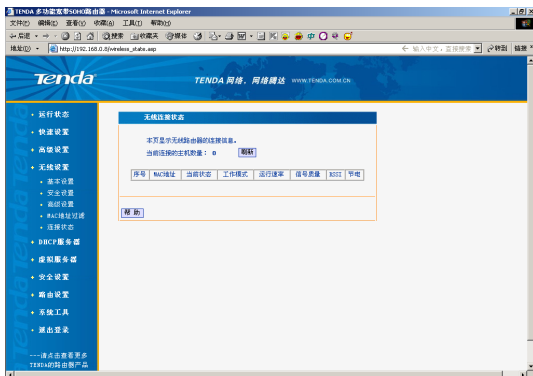 TENDA 多功能宽带SOHO路由器 - Microsoft Internet Explorer
文件(F) 编辑(E) 查看(V) 收藏(A) 工具(T) 帮助(H)
后退 搜索 收藏夹 媒体
地址(D) http://192.168.0.8/wireless_state.asp 输入中文，直接搜索 转到 链接 »
Tenda
TENDA 网络．网络腾达 WWW.TENDA.COM.CN
运行状态
快速设置
高级设置
无线设置
基本设置
安全设置
高级设置
MAC地址过滤
连接状态
DHCP服务器
虚拟服务器
安全设置
路由设置
系统工具
退出登录
---请点击查看更多
TENDA的路由器产品
无线连接状态
本页显示无线路由器的连接信息。
当前连接的主机数量： 0 刷新
序号 MAC地址 当前状态 工作模式 运行速率 信号质量 RSSI 节电
帮 助